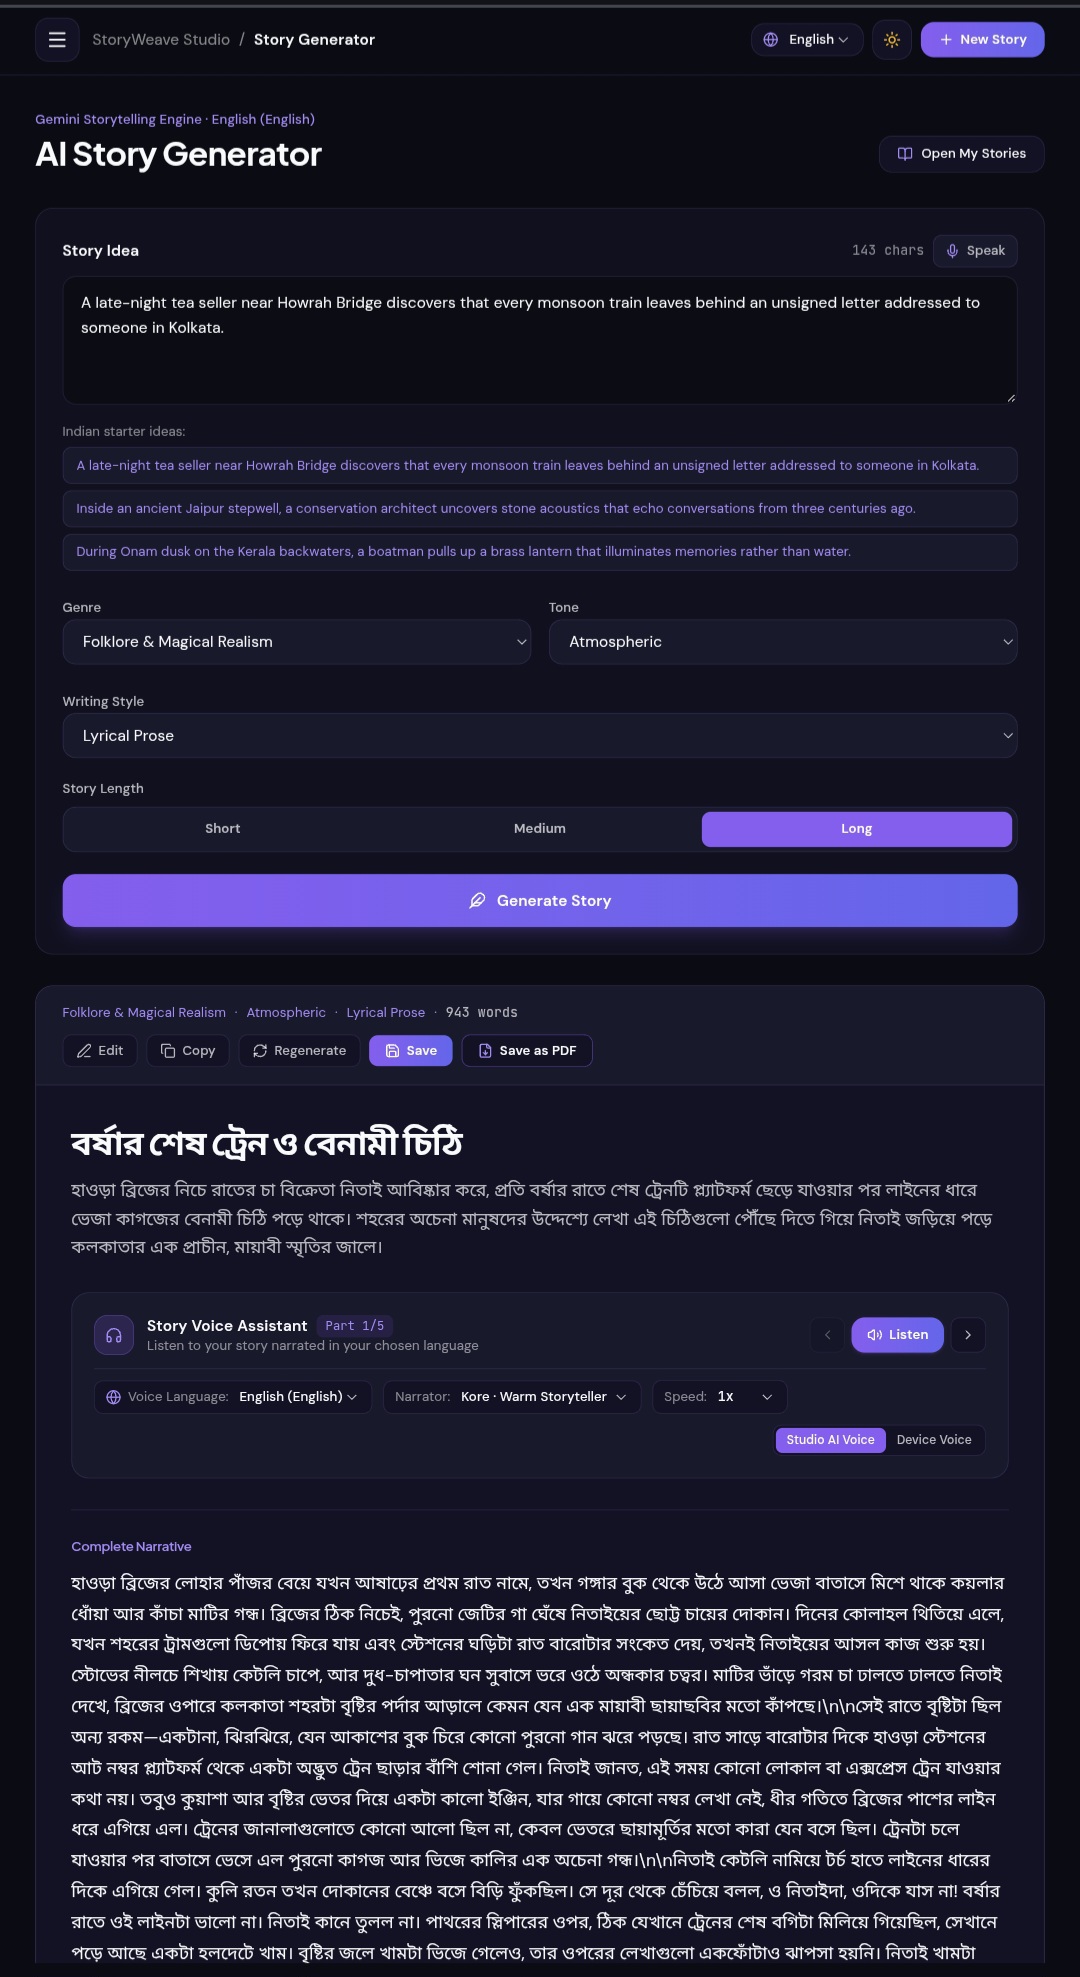 StoryWeave Studio / Story Generator
English
New Story
Gemini Storytelling Engine · English (English)
AI Story Generator
Open My Stories
Story Idea
143 chars
Speak
A late-night tea seller near Howrah Bridge discovers that every monsoon train leaves behind an unsigned letter addressed to
someone in Kolkata.
Indian starter ideas:
A late-night tea seller near Howrah Bridge discovers that every monsoon train leaves behind an unsigned letter addressed to someone in Kolkata.
Inside an ancient Jaipur stepwell, a conservation architect uncovers stone acoustics that echo conversations from three centuries ago.
During Onam dusk on the Kerala backwaters, a boatman pulls up a brass lantern that illuminates memories rather than water.
Genre
Tone
Folklore & Magical Realism
Atmospheric
Writing Style
Lyrical Prose
Story Length
Short
Medium
Long
Generate Story
Folklore & Magical Realism · Atmospheric · Lyrical Prose · 943 words
Edit
Copy
Regenerate
Save
Save as PDF
বর্ষার শেষ ট্রেন ও বেনামী চিঠি
হাওড়া ব্রিজের নিচে রাতের চা বিক্রেতা নিতাই আবিষ্কার করে, প্রতি বর্ষার রাতে শেষ ট্রেনটি প্ল্যাটফর্ম ছেড়ে যাওয়ার পর লাইনের ধারে
ভেজা কাগজের বেনামী চিঠি পড়ে থাকে। শহরের অচেনা মানুষদের উদ্দেশ্যে লেখা এই চিঠিগুলো পৌঁছে দিতে গিয়ে নিতাই জড়িয়ে পড়ে
কলকাতার এক প্রাচীন, মায়াবী স্মৃতির জালে।
Story Voice Assistant
Part 1/5
Listen to your story narrated in your chosen language
Listen
Voice Language: English (English)
Narrator: Kore · Warm Storyteller
Speed: 1x
Studio AI Voice
Device Voice
Complete Narrative
হাওড়া ব্রিজের লোহার পাঁজর বেয়ে যখন আষাঢ়ের প্রথম রাত নামে, তখন গঙ্গার বুক থেকে উঠে আসা ভেজা বাতাসে মিশে থাকে কয়লার
ধোঁয়া আর কাঁচা মাটির গন্ধ। ব্রিজের ঠিক নিচেই, পুরনো জেটির গা ঘেঁষে নিতাইয়ের ছোট্ট চায়ের দোকান। দিনের কোলাহল থিতিয়ে এলে,
যখন শহরের ট্রামগুলো ডিপোয় ফিরে যায় এবং স্টেশনের ঘড়িটা রাত বারোটার সংকেত দেয়, তখনই নিতাইয়ের আসল কাজ শুরু হয়।
স্টোভের নীলচে শিখায় কেটলি চাপে, আর দুধ-চাপাতার ঘন সুবাসে ভরে ওঠে অন্ধকার চত্বর। মাটির ভাঁড়ে গরম চা ঢালতে ঢালতে নিতাই
দেখে, ব্রিজের ওপারে কলকাতা শহরটা বৃষ্টির পর্দার আড়ালে কেমন যেন এক মায়াবী ছায়াছবির মতো কাঁপছে।\n\nসেই রাতে বৃষ্টিটা ছিল
অন্য রকম—একটানা, ঝিরঝিরে, যেন আকাশের বুক চিরে কোনো পুরনো গান ঝরে পড়ছে। রাত সাড়ে বারোটার দিকে হাওড়া স্টেশনের
আট নম্বর প্ল্যাটফর্ম থেকে একটা অদ্ভুত ট্রেন ছাড়ার বাঁশি শোনা গেল। নিতাই জানত, এই সময় কোনো লোকাল বা এক্সপ্রেস ট্রেন যাওয়ার
কথা নয়। তবুও কুয়াশা আর বৃষ্টির ভেতর দিয়ে একটা কালো ইঞ্জিন, যার গায়ে কোনো নম্বর লেখা নেই, ধীর গতিতে ব্রিজের পাশের লাইন
ধরে এগিয়ে এল। ট্রেনের জানালাগুলোতে কোনো আলো ছিল না, কেবল ভেতরে ছায়ামূর্তির মতো কারা যেন বসে ছিল। ট্রেনটা চলে
যাওয়ার পর বাতাসে ভেসে এল পুরনো কাগজ আর ভিজে কালির এক অচেনা গন্ধ।\n\nনিতাই কেটলি নামিয়ে টর্চ হাতে লাইনের ধারের
দিকে এগিয়ে গেল। কুলি রতন তখন দোকানের বেঞ্চে বসে বিড়ি ফুঁকছিল। সে দূর থেকে চেঁচিয়ে বলল, ও নিতাইদা, ওদিকে যাস না! বর্ষার
রাতে ওই লাইনটা ভালো না। নিতাই কানে তুলল না। পাথরের স্লিপারের ওপর, ঠিক যেখানে ট্রেনের শেষ বগিটা মিলিয়ে গিয়েছিল, সেখানে
পড়ে আছে একটা হলদেটে খাম। বৃষ্টির জলে খামটা ভিজে গেলেও, তার ওপরের লেখাগুলো একফোঁটাও ঝাপসা হয়নি। নিতাই খামটা